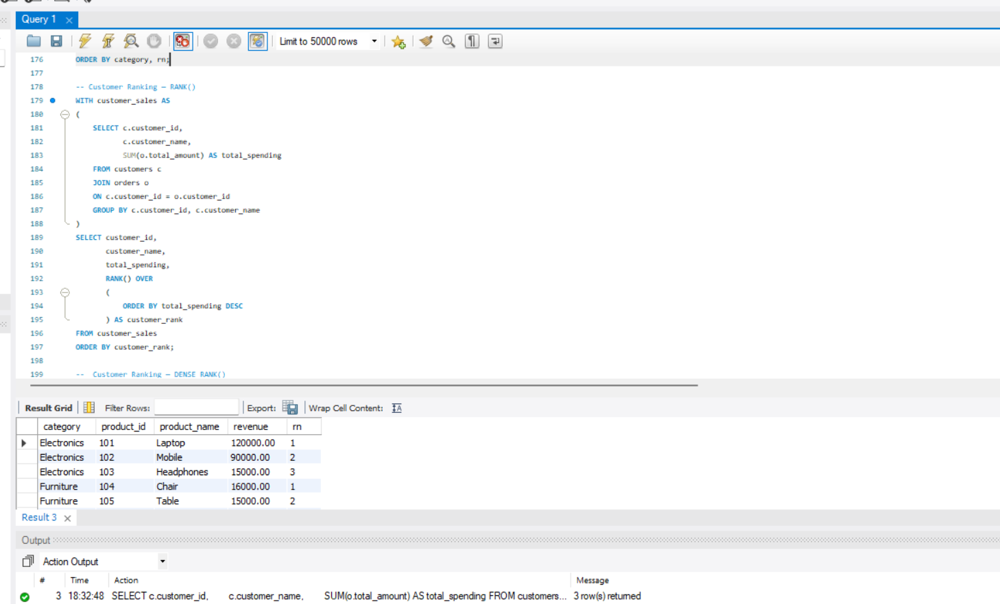 Query 1
Limit to 50000 rows
176 ORDER BY category, rn;
177
178 -- Customer Ranking – RANK()
179 WITH customer_sales AS
180 (
181 SELECT c.customer_id,
182 c.customer_name,
183 SUM(o.total_amount) AS total_spending
184 FROM customers c
185 JOIN orders o
186 ON c.customer_id = o.customer_id
187 GROUP BY c.customer_id, c.customer_name
188 )
189 SELECT customer_id,
190 customer_name,
191 total_spending,
192 RANK() OVER
193 (
194 ORDER BY total_spending DESC
195 ) AS customer_rank
196 FROM customer_sales
197 ORDER BY customer_rank;
198
199 -- Customer Ranking – DENSE RANK()
Result Grid Filter Rows: Export: Wrap Cell Content: IA
category product_id product_name revenue rn
Electronics 101 Laptop 120000.00 1
Electronics 102 Mobile 90000.00 2
Electronics 103 Headphones 15000.00 3
Furniture 104 Chair 16000.00 1
Furniture 105 Table 15000.00 2
Result 3
Output
Action Output
# Time Action Message
3 18:32:48 SELECT c.customer_id, c.customer_name, SUM(o.total_amount) AS total_spending FROM customers... 3 row(s) returned